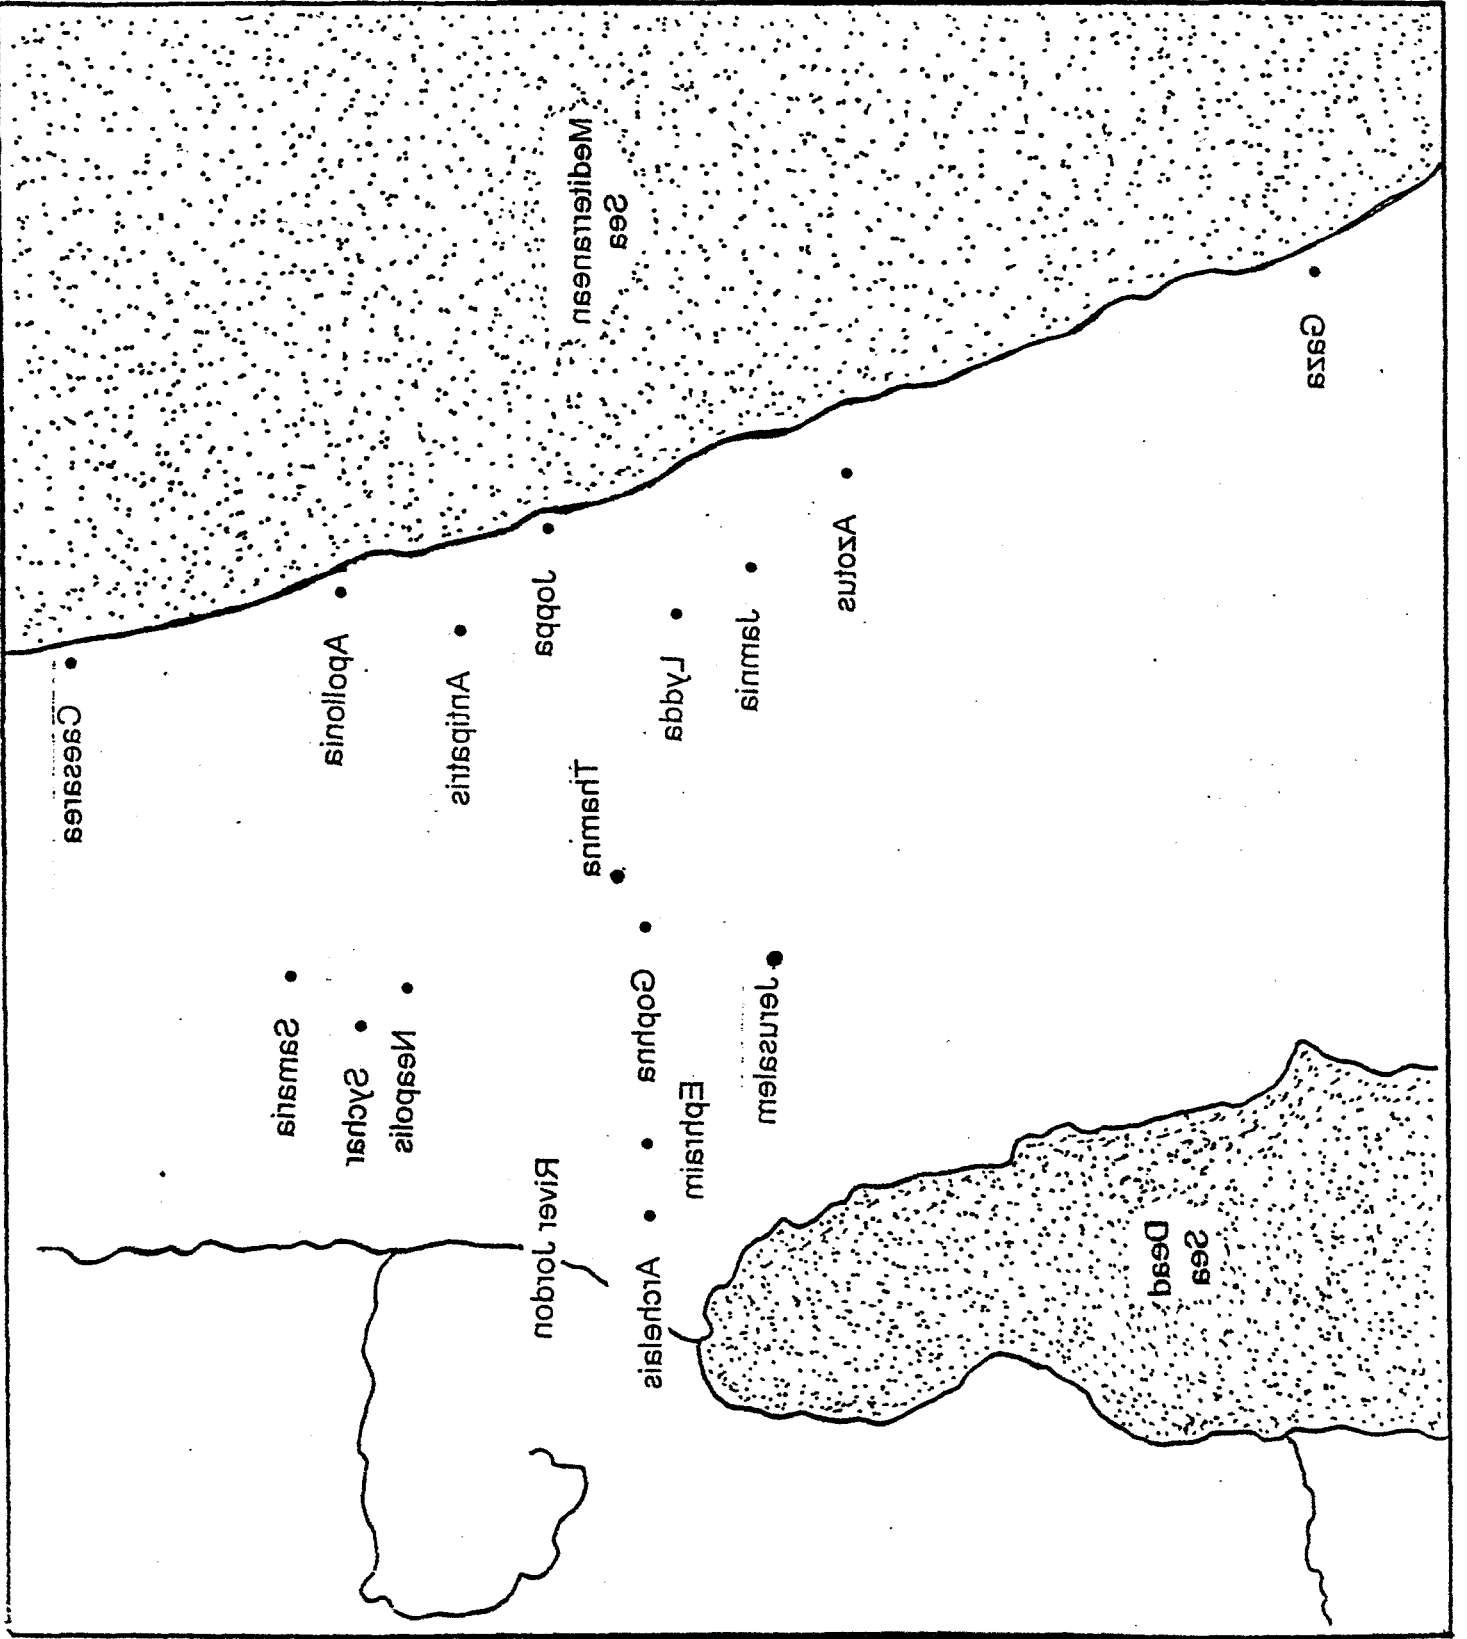 Caesarea
Samaria
Apollonia
Sychar
Neapolis
Antipatris
Joppa
River Jordon
Mediterranean
Sea
Thamna
Gophna
Archelais
Lydda
Ephraim
Jamnia
Jerusalem
Azotus
Dead
Sea
Gaza